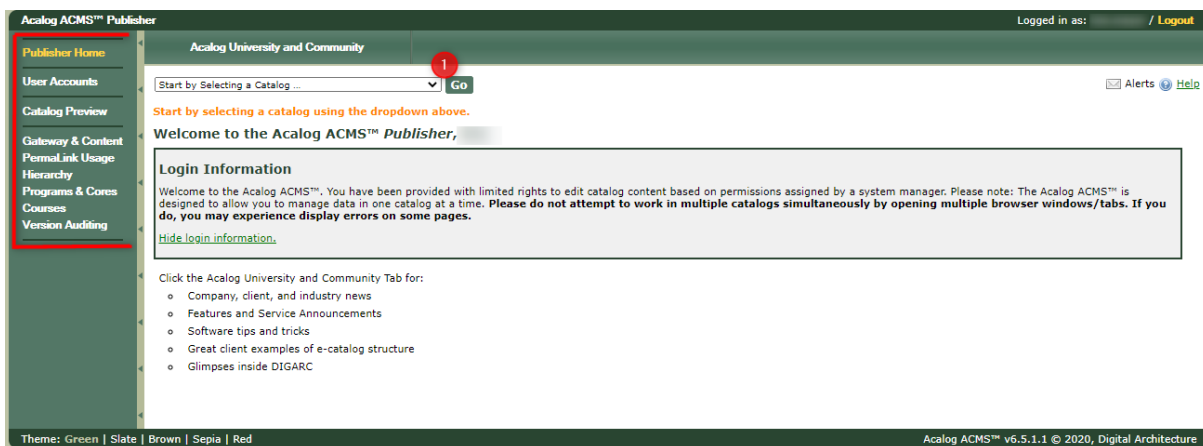 Acalog ACMS™ Publisher
Logged in as: / Logout
Publisher Home
User Accounts
Catalog Preview
Gateway & Content
PermaLink Usage
Hierarchy
Programs & Cores
Courses
Version Auditing
Acalog University and Community
1
Start by Selecting a Catalog ...
Go
Alerts Help
Start by selecting a catalog using the dropdown above.
Welcome to the Acalog ACMS™ Publisher,
Login Information
Welcome to the Acalog ACMS™. You have been provided with limited rights to edit catalog content based on permissions assigned by a system manager. Please note: The Acalog ACMS™ is
designed to allow you to manage data in one catalog at a time. Please do not attempt to work in multiple catalogs simultaneously by opening multiple browser windows/tabs. If you
do, you may experience display errors on some pages.
Hide login information.
Click the Acalog University and Community Tab for:
Company, client, and industry news
Features and Service Announcements
Software tips and tricks
Great client examples of e-catalog structure
Glimpses inside DIGARC
Theme: Green | Slate | Brown | Sepia | Red
Acalog ACMS™ v6.5.1.1 © 2020, Digital Architecture